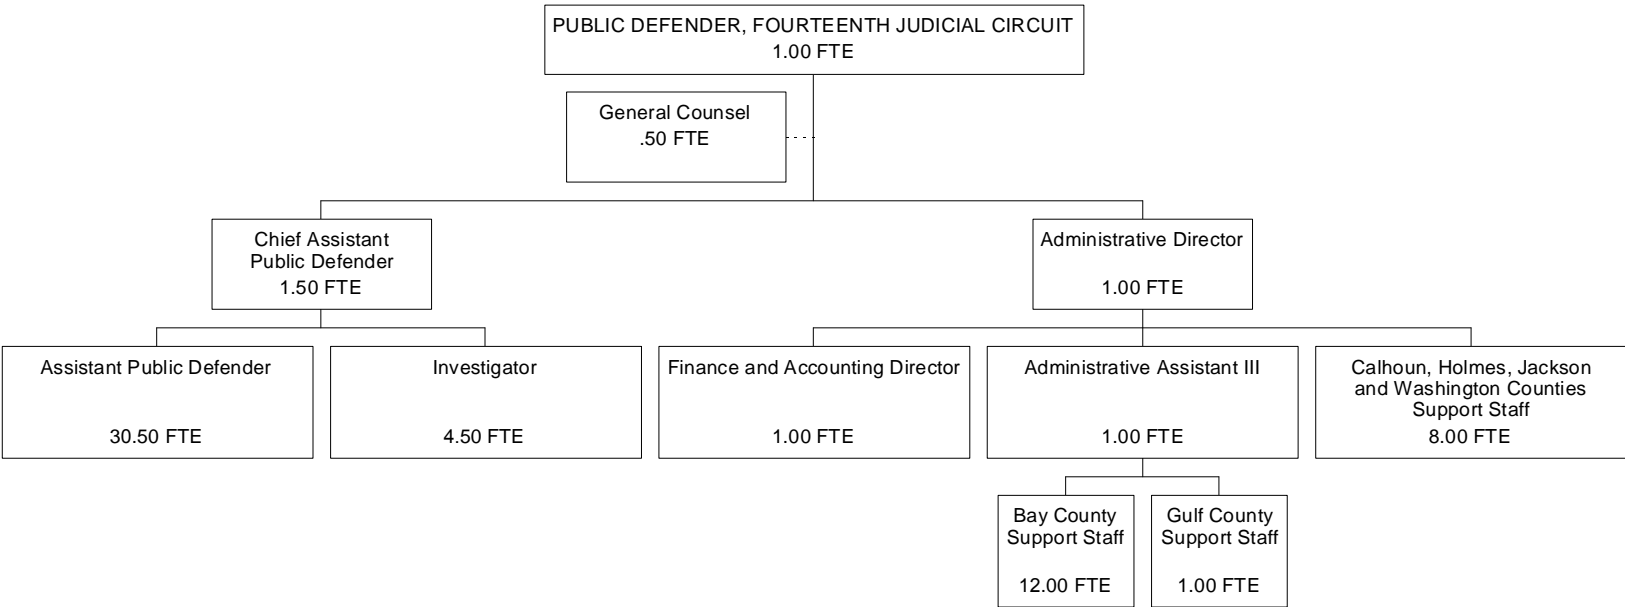 PUBLIC DEFENDER, FOURTEENTH JUDICIAL CIRCUIT
1.00 FTE
General Counsel
.50 FTE
Chief Assistant
Public Defender
1.50 FTE
Administrative Director
1.00 FTE
Assistant Public Defender
30.50 FTE
Investigator
4.50 FTE
Finance and Accounting Director
1.00 FTE
Administrative Assistant III
1.00 FTE
Calhoun, Holmes, Jackson
and Washington Counties
Support Staff
8.00 FTE
Bay County
Support Staff
12.00 FTE
Gulf County
Support Staff
1.00 FTE